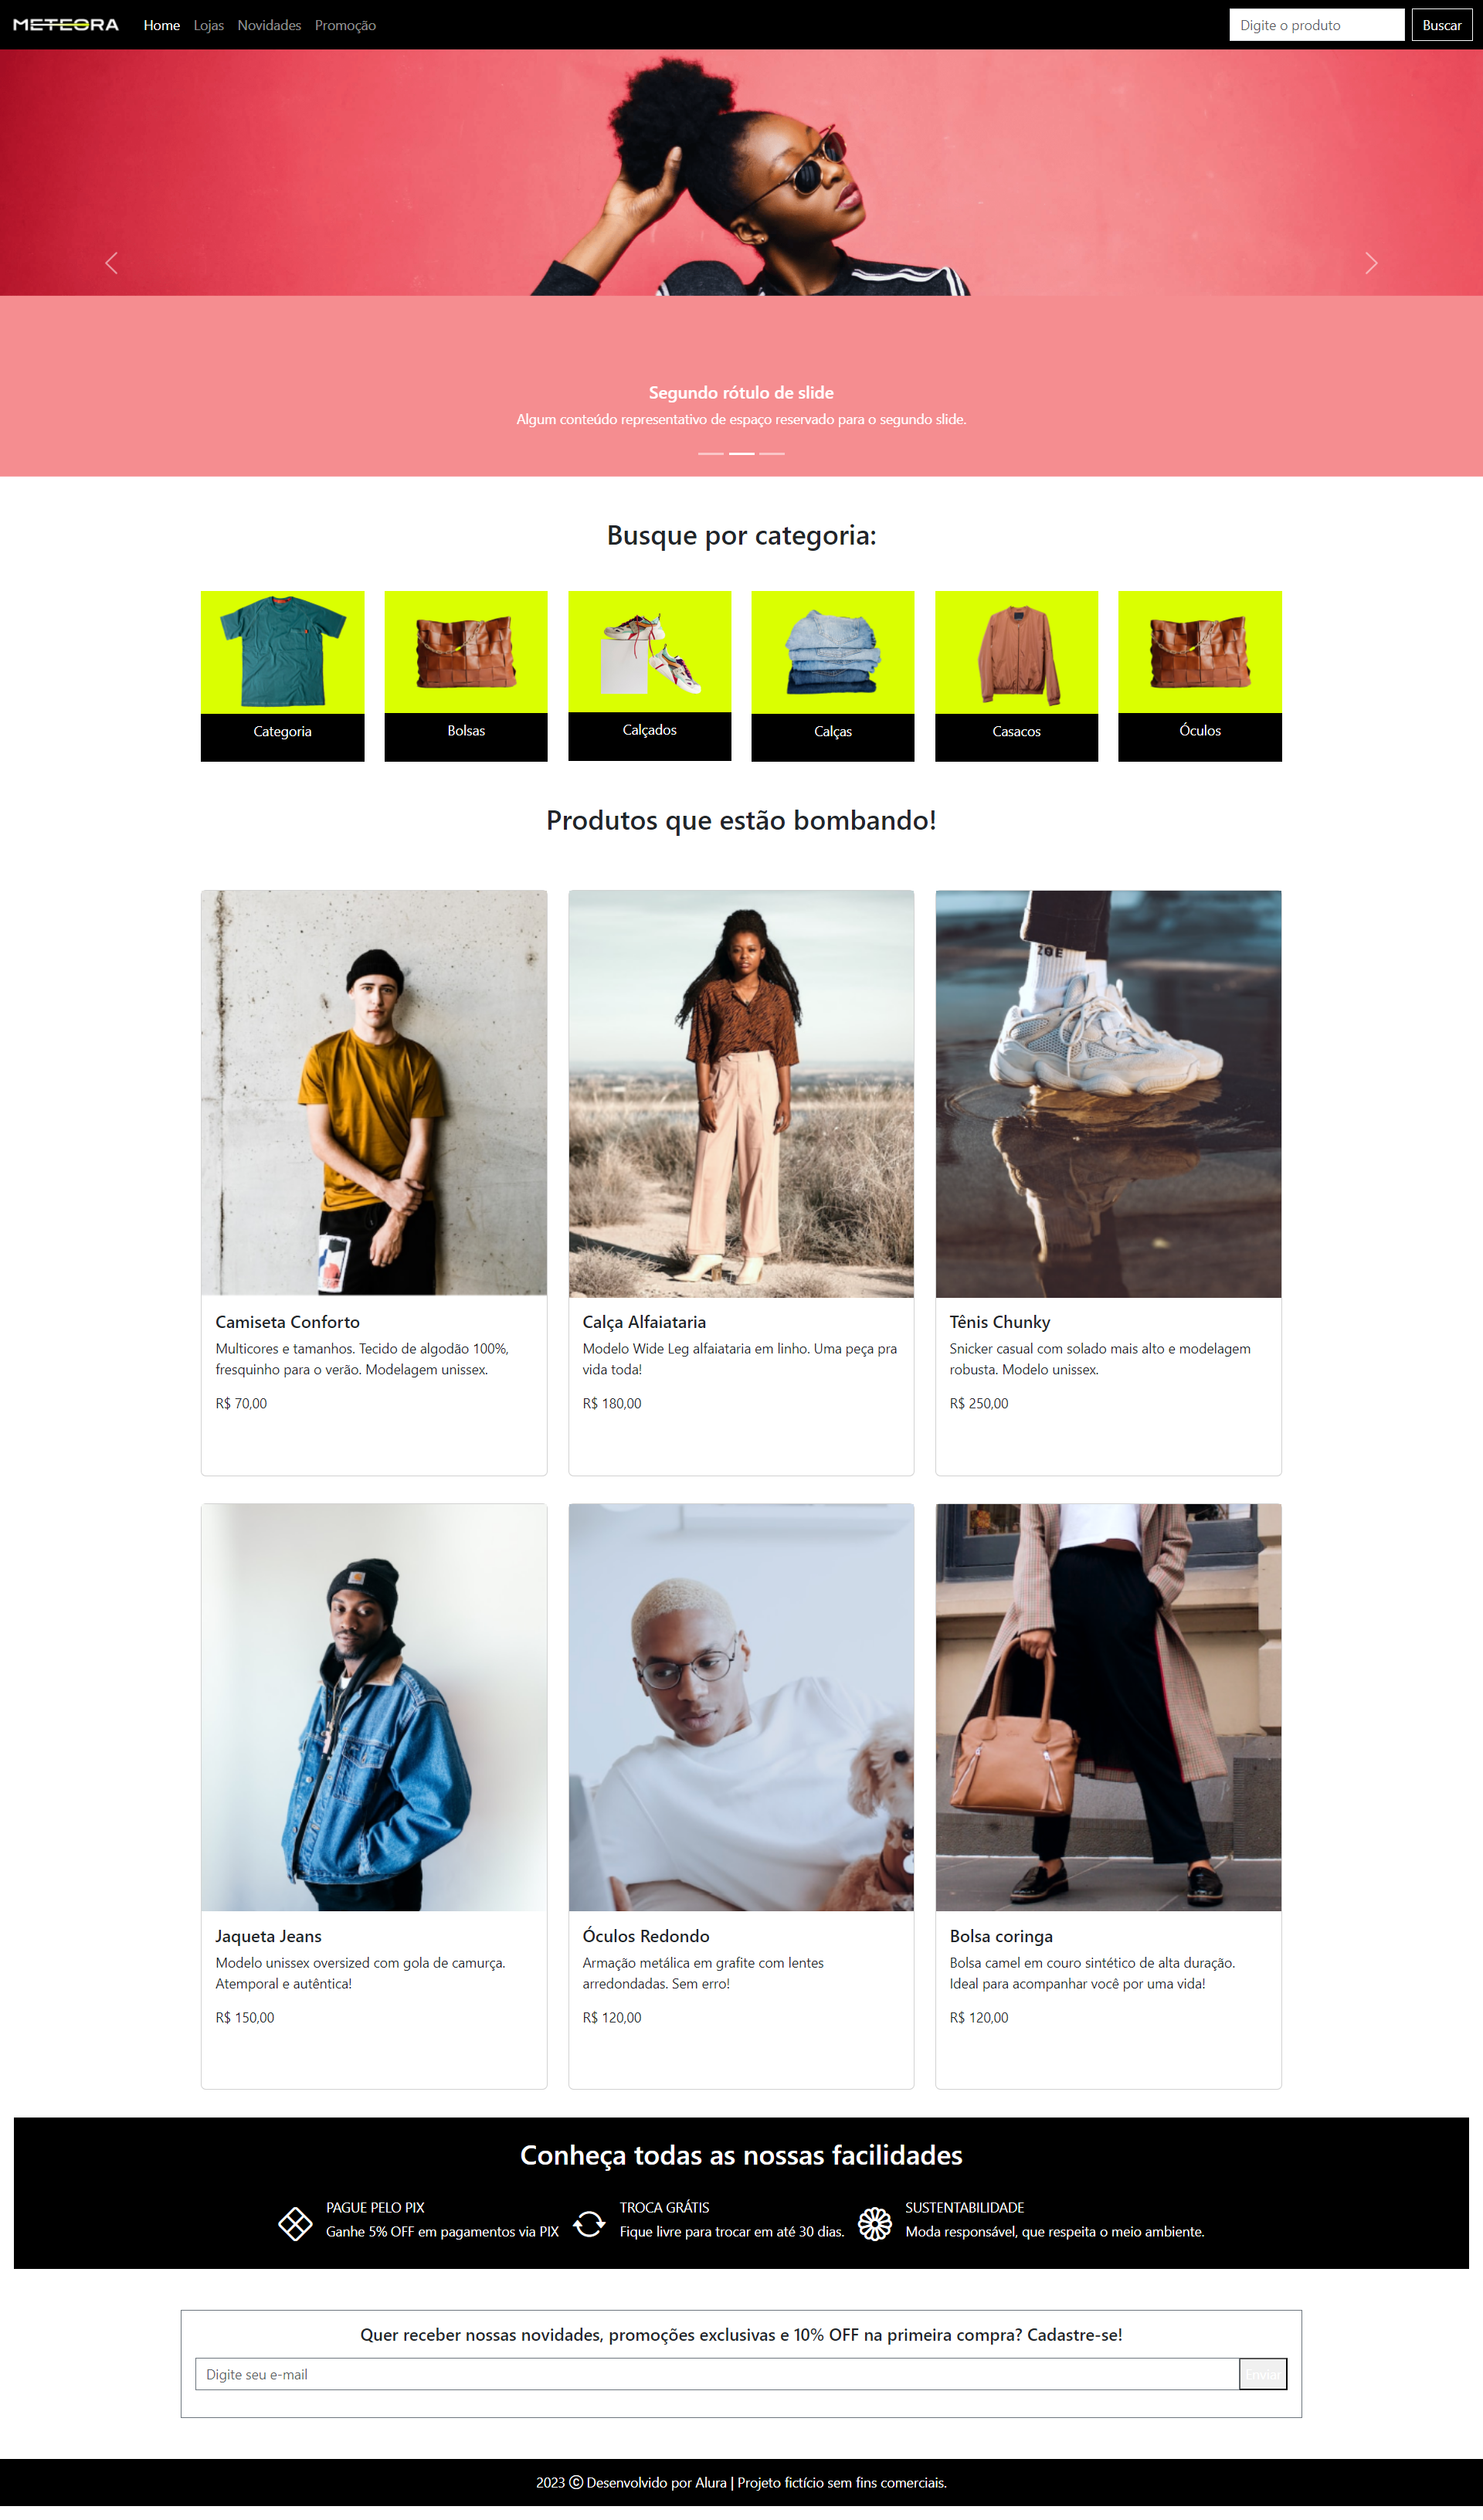 METEORA
Home Lojas Novidades Promoção
Digite o produto
Buscar
Segundo rótulo de slide
Algum conteúdo representativo de espaço reservado para o segundo slide.
Busque por categoria:
Categoria
Bolsas
Calçados
Calças
Casacos
Óculos
Produtos que estão bombando!
ZOE
Camiseta Conforto
Multicores e tamanhos. Tecido de algodão 100%,
fresquinho para o verão. Modelagem unissex.
R$ 70,00
Calça Alfaiataria
Modelo Wide Leg alfaiataria em linho. Uma peça pra
vida toda!
R$ 180,00
Tênis Chunky
Snicker casual com solado mais alto e modelagem
robusta. Modelo unissex.
R$ 250,00
Jaqueta Jeans
Modelo unissex oversized com gola de camurça.
Atemporal e autêntica!
R$ 150,00
Óculos Redondo
Armação metálica em grafite com lentes
arredondadas. Sem erro!
R$ 120,00
Bolsa coringa
Bolsa camel em couro sintético de alta duração.
Ideal para acompanhar você por uma vida!
R$ 120,00
Conheça todas as nossas facilidades
PAGUE PELO PIX
Ganhe 5% OFF em pagamentos via PIX
TROCA GRÁTIS
Fique livre para trocar em até 30 dias.
SUSTENTABILIDADE
Moda responsável, que respeita o meio ambiente.
Quer receber nossas novidades, promoções exclusivas e 10% OFF na primeira compra? Cadastre-se!
Digite seu e-mail
Enviar
2023 © Desenvolvido por Alura | Projeto fictício sem fins comerciais.